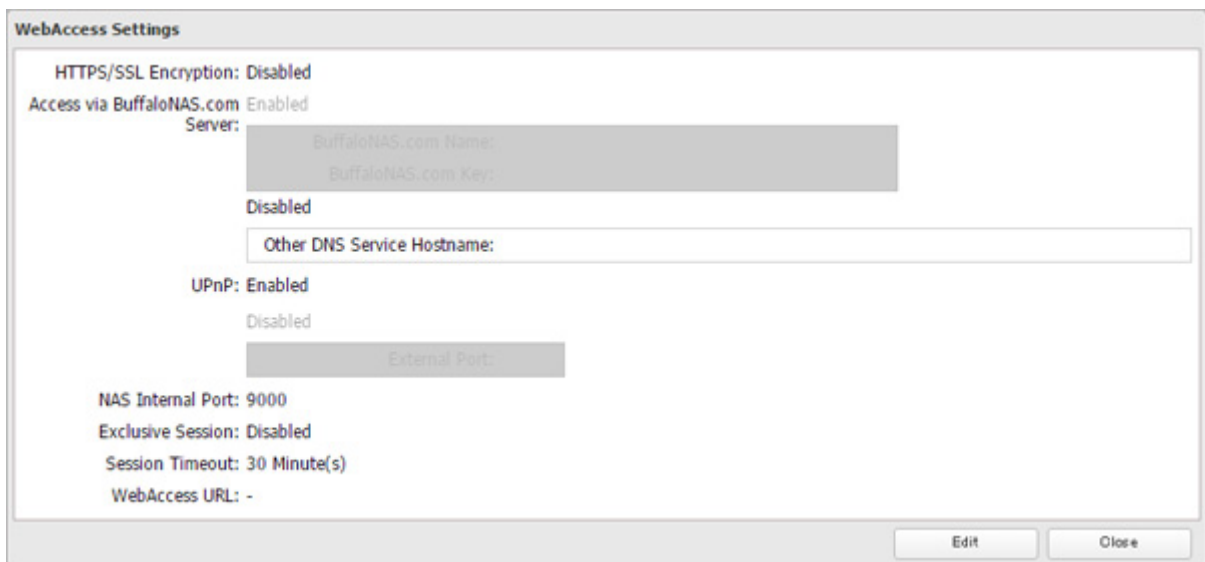 WebAccess Settings
HTTPS/SSL Encryption: Disabled
Access via BuffaloNAS.com Enabled
Server:
BuffaloNAS.com Name:
BuffaloNAS.com Key:
Disabled
Other DNS Service Hostname:
UPnP: Enabled
Disabled
External Port:
NAS Internal Port: 9000
Exclusive Session: Disabled
Session Timeout: 30 Minute(s)
WebAccess URL: -
Edit Close